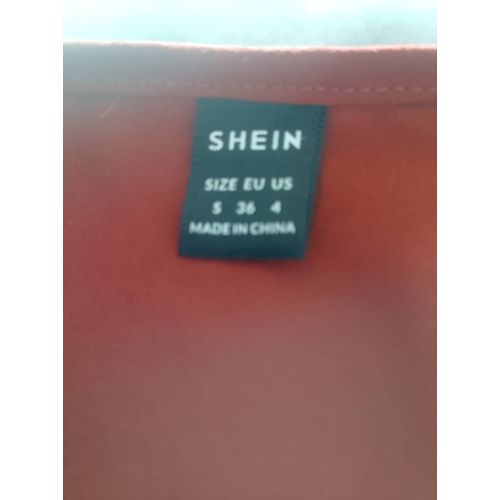 SHEIN
SIZE EU US
S 36 4
MADE IN CHINA